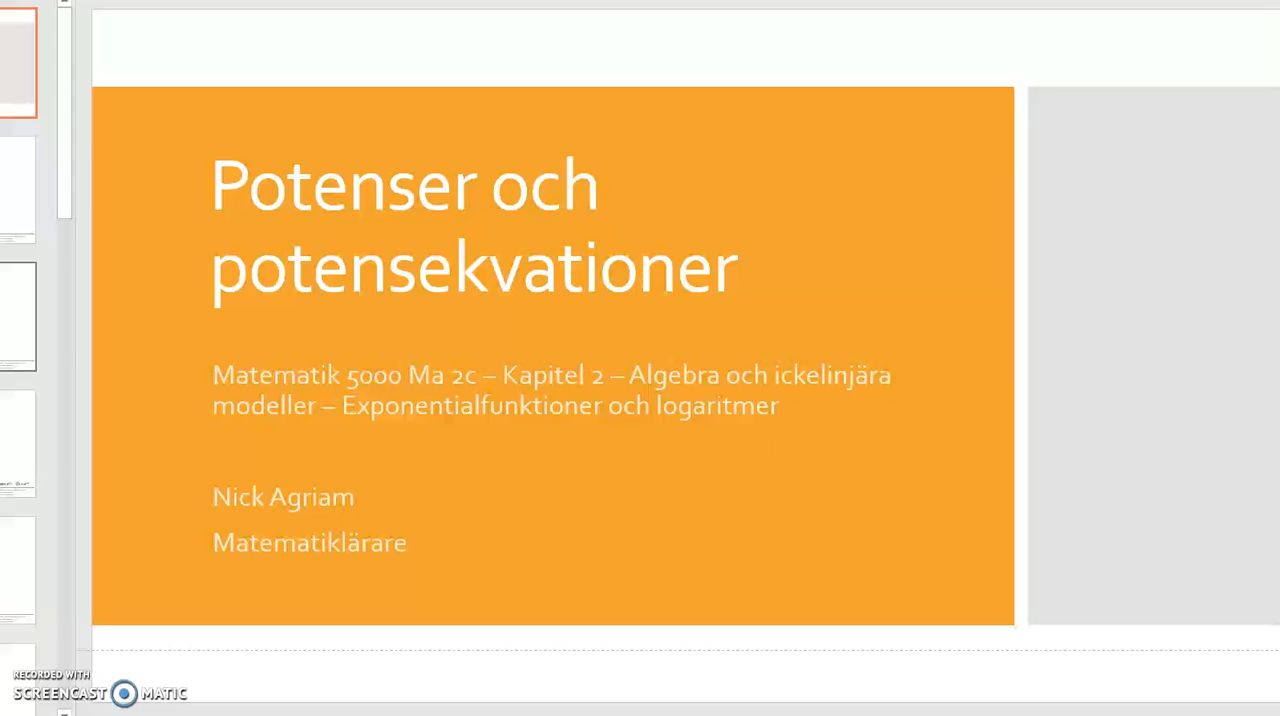 Potenser och
potensekvationer
Matematik 5000 Ma 2c – Kapitel 2 – Algebra och ickelinjära
modeller – Exponentialfunktioner och logaritmer
Nick Agriam
Matematiklärare
RECORDED WITH
SCREENCAST MATIC